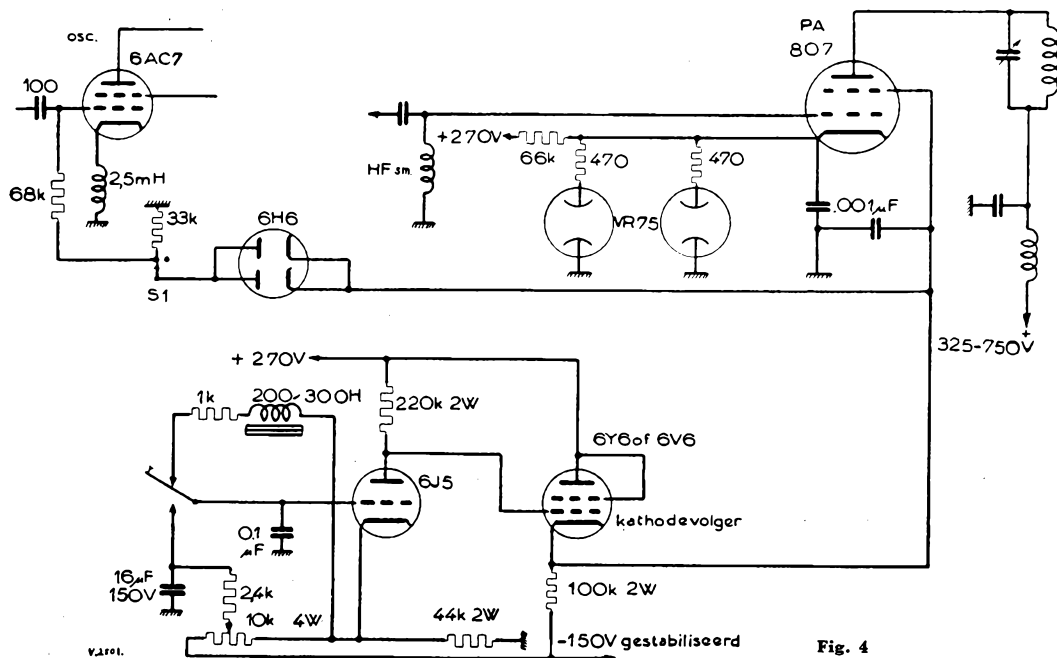 osc.
6AC7
100
68k
2,5mH
33k
S1
6H6
PA
807
+270V
66k
470
470
HF sm.
VR75
.001µF
325-750V
+
+ 270V
1k
200-300H
220k 2W
6J5
6Y6 of 6V6
kathodevolger
0.1
µF
16µF
150V
2,4k
10k 4W
44k 2W
100k 2W
-150V gestabiliseerd
Fig. 4